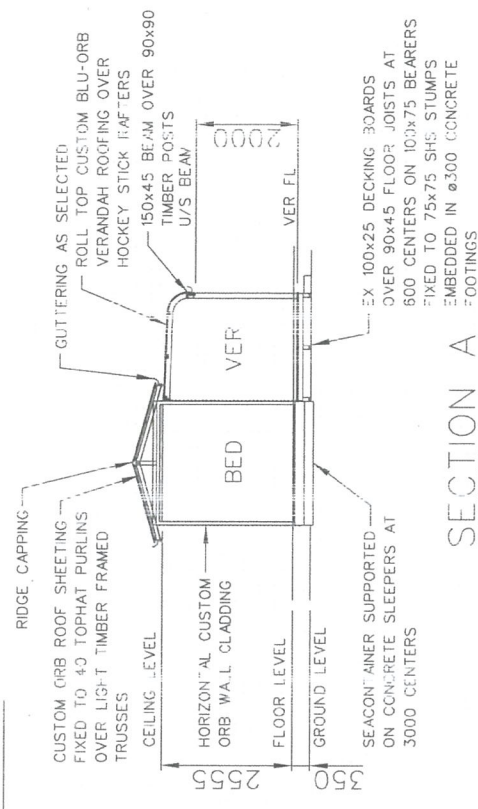 RIDGE CAPPING
CUSTOM ORB ROOF SHEETING
FIXED TO 40 TOPHAT PURLINS
OVER LIGHT TIMBER FRAMED
TRUSSES
GUTTERING AS SELECTED
ROLL TOP CUSTOM BLU-ORB
VERANDAH ROOFING OVER
HOCKEY STICK RAFTERS
150x45 BEAM OVER 90x90
TIMBER POSTS
U/S BEAM
CEILING LEVEL
HORIZONTAL CUSTOM
ORB WALL CLADDING
FLOOR LEVEL
GROUND LEVEL
2555
350
BED
VER
2000
VER FL
SEACONTAINER SUPPORTED
ON CONCRETE SLEEPERS AT
3000 CENTERS
EX 100x25 DECKING BOARDS
OVER 90x45 FLOOR JOISTS AT
600 CENTERS ON 100x75 BEARERS
FIXED TO 75x75 SHS STUMPS
EMBEDDED IN ø300 CONCRETE
FOOTINGS
SECTION A